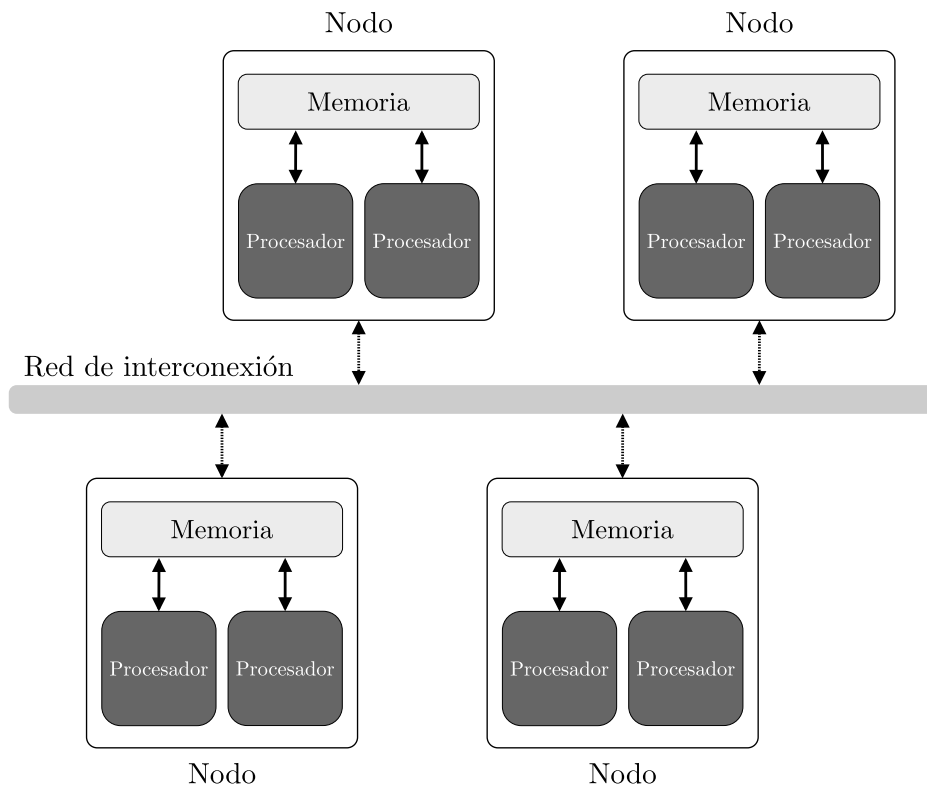 Nodo
Nodo
Memoria
Memoria
Procesador
Procesador
Procesador
Procesador
Red de interconexión
Memoria
Memoria
Procesador
Procesador
Procesador
Procesador
Nodo
Nodo